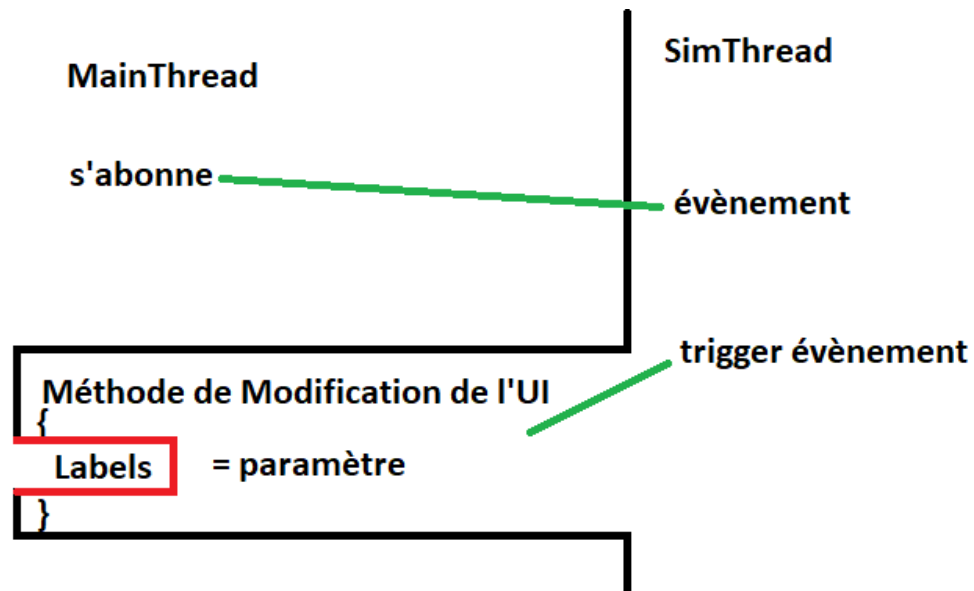 MainThread
SimThread
s'abonne
évènement
trigger évènement
Méthode de Modification de l'UI
{
Labels = paramètre
}